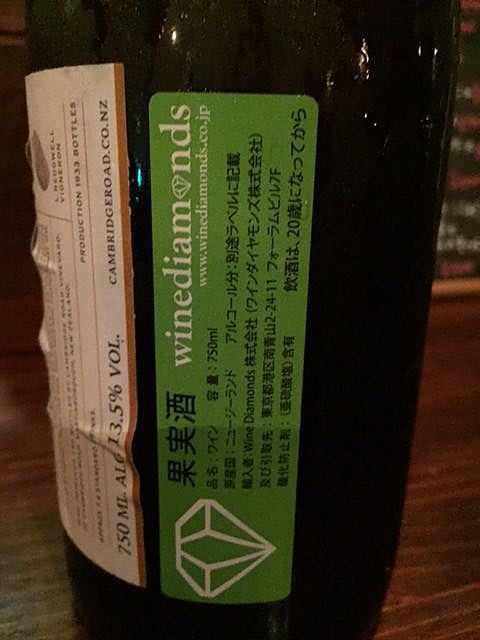 L. REDGWELL
VIGNERON
PRODUCTION 1933 BOTTLES
CAMBRIDGEROAD.CO.NZ
750 ML ALC 13.5% VOL.
winediamonds
www.winediamonds.co.jp
果実酒
品名：ワイン 容量：750ml
原産国：ニュージーランド アルコール分：別途ラベルに記載
輸入者：Wine Diamonds 株式会社（ワインダイヤモンズ株式会社）
及び引取先：東京都港区南青山2-24-11 フォーラムビル7F
酸化防止剤：（亜硫酸塩）含有
飲酒は、20歳になってから